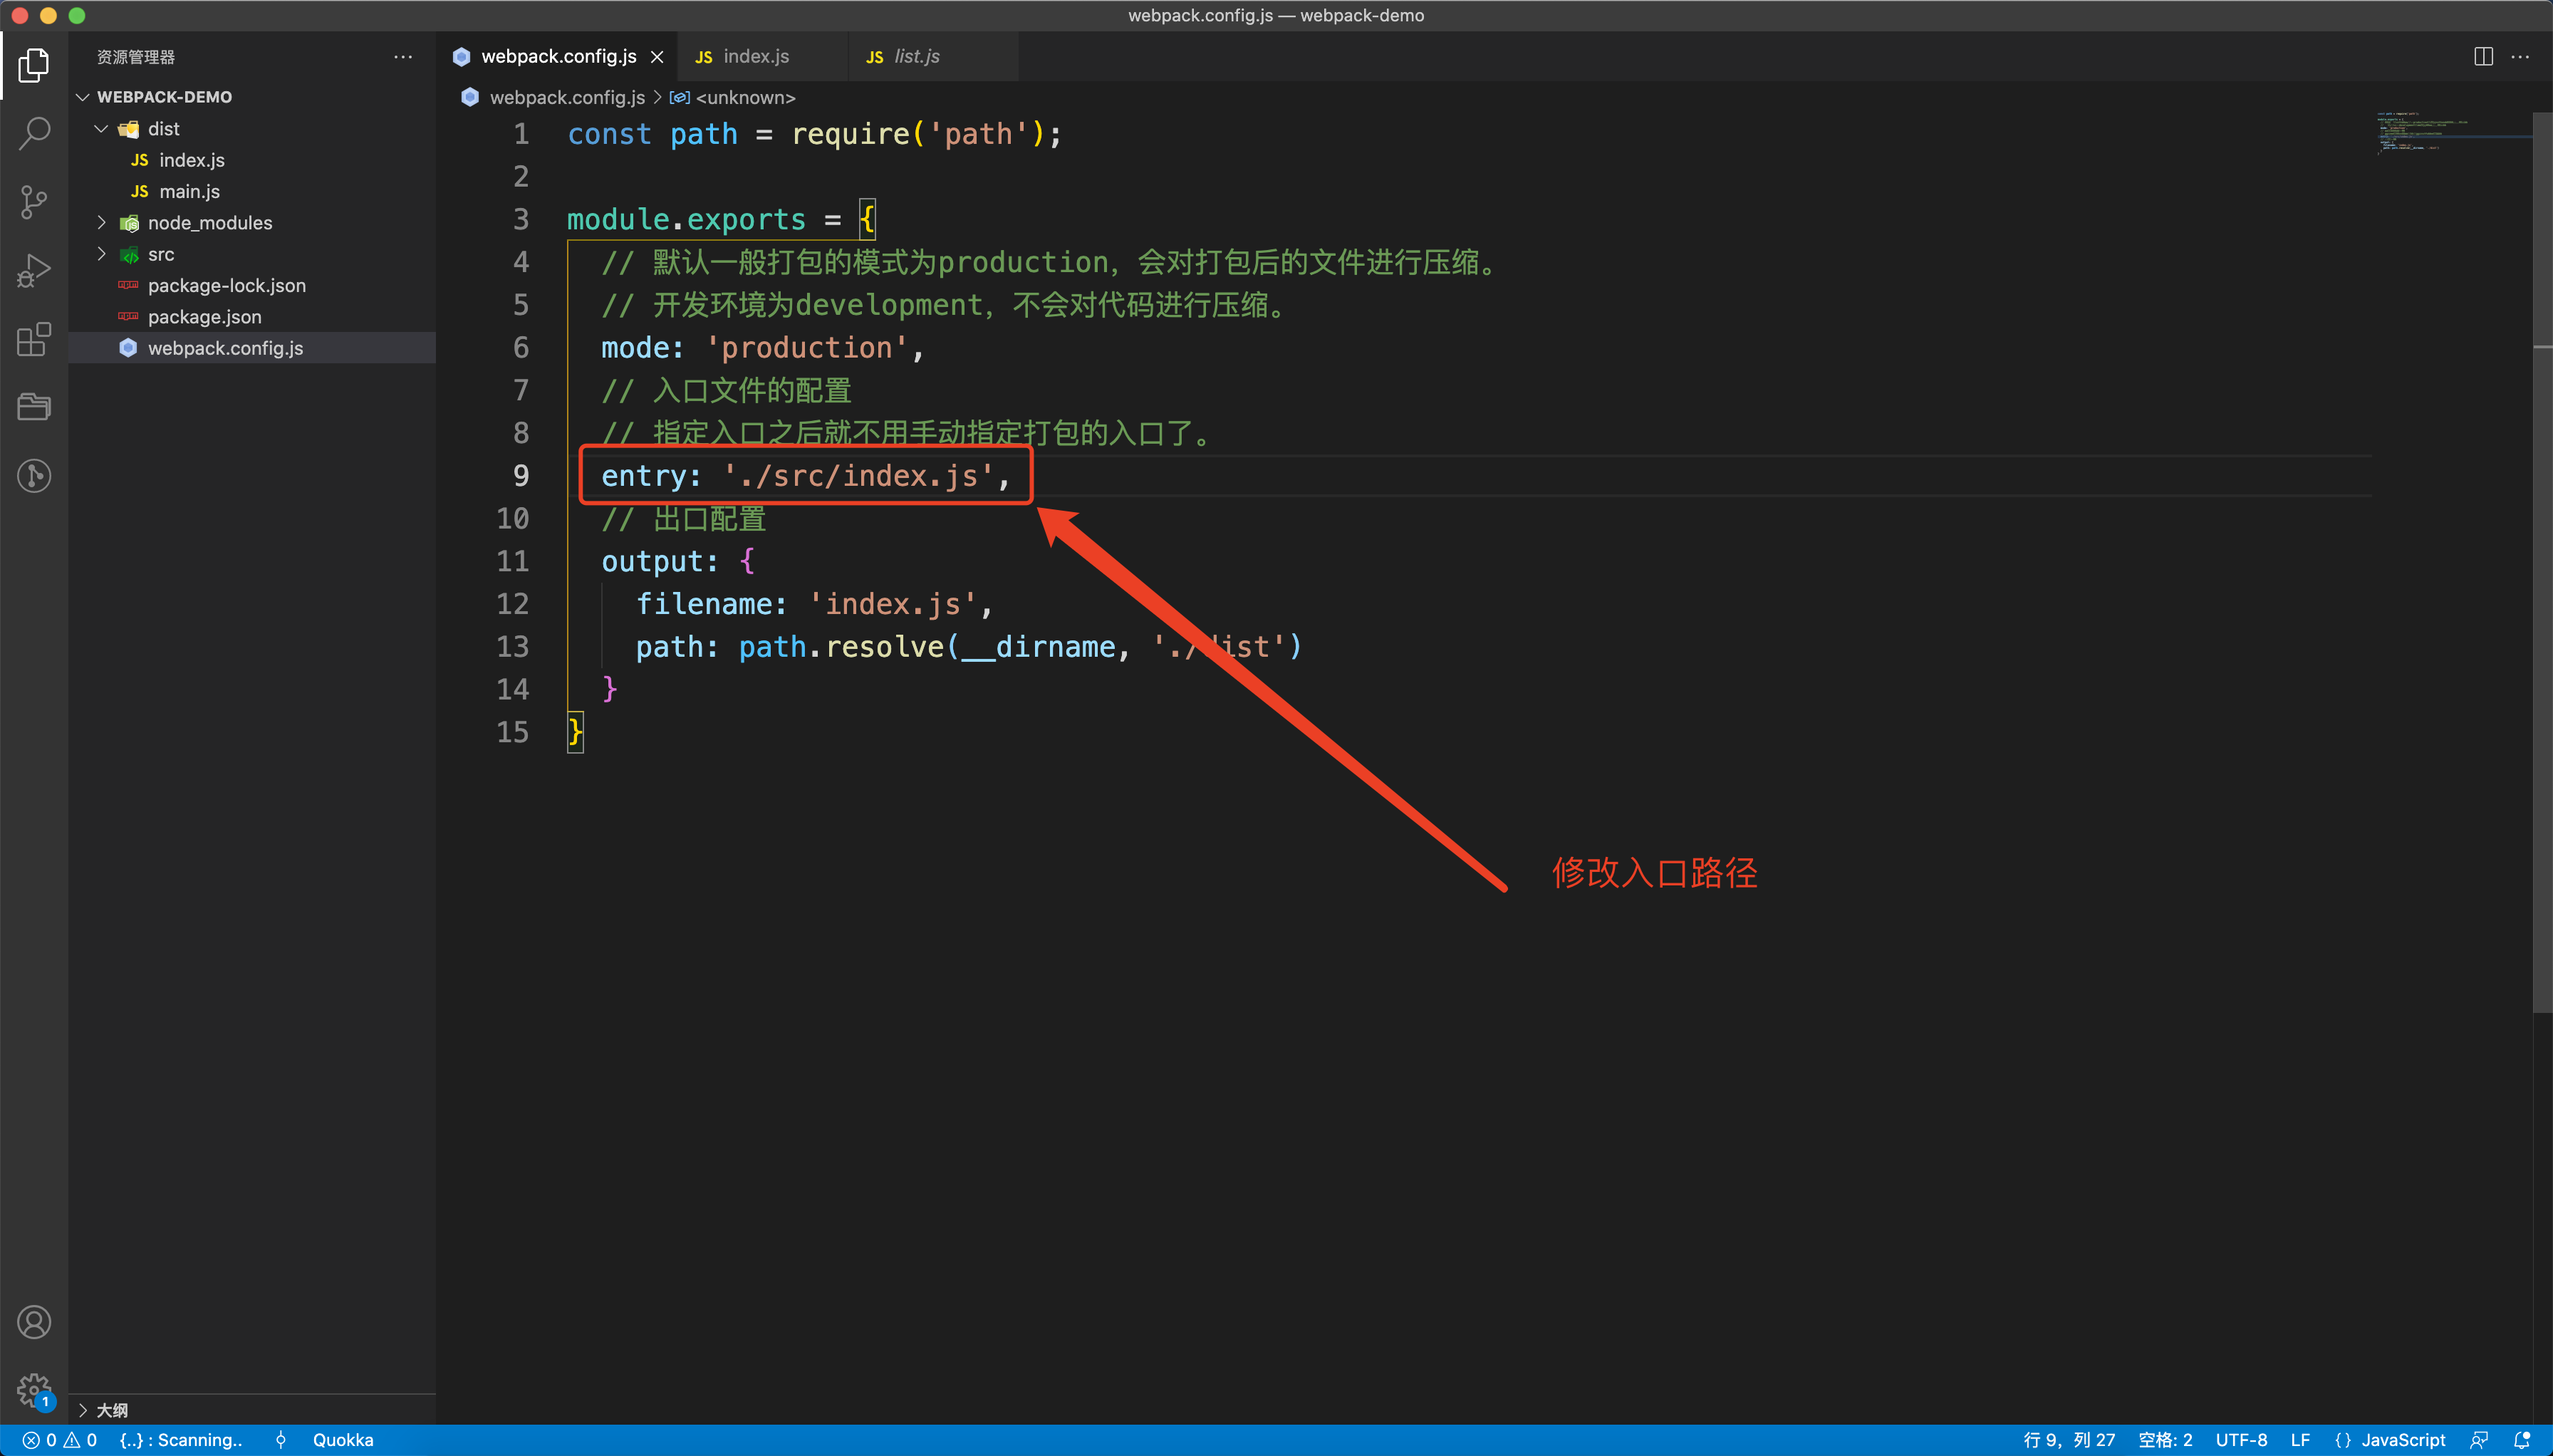 webpack.config.js — webpack-demo
资源管理器
WEBPACK-DEMO
dist
JS index.js
JS main.js
node_modules
src
package-lock.json
package.json
webpack.config.js
大纲
webpack.config.js
JS index.js
JS list.js
webpack.config.js > <unknown>
1 const path = require('path');
2
3 module.exports = {
4 // 默认一般打包的模式为production，会对打包后的文件进行压缩。
5 // 开发环境为development，不会对代码进行压缩。
6 mode: 'production',
7 // 入口文件的配置
8 // 指定入口之后就不用手动指定打包的入口了。
9 entry: './src/index.js',
10 // 出口配置
11 output: {
12 filename: 'index.js',
13 path: path.resolve(__dirname, './dist')
14 }
15 }
修改入口路径
1
0 0 {..} : Scanning.. Quokka 行 9，列 27 空格: 2 UTF-8 LF {} JavaScript